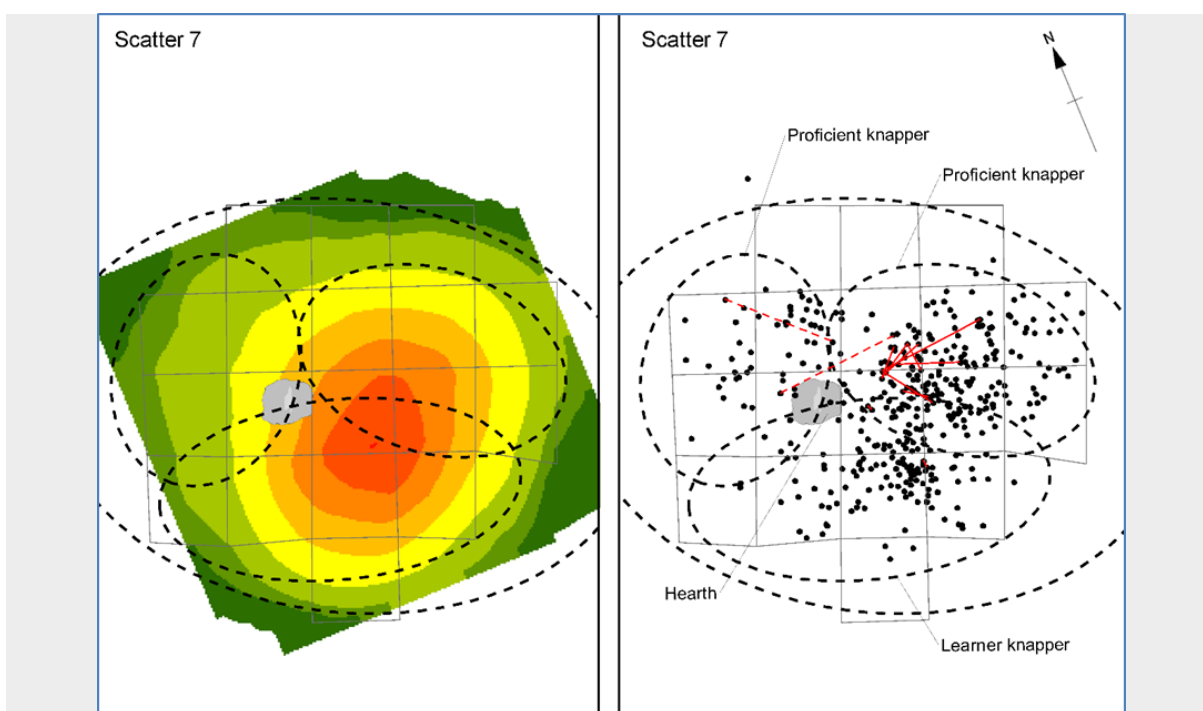 Scatter 7
Scatter 7
N
Proficient knapper
Proficient knapper
Hearth
Learner knapper